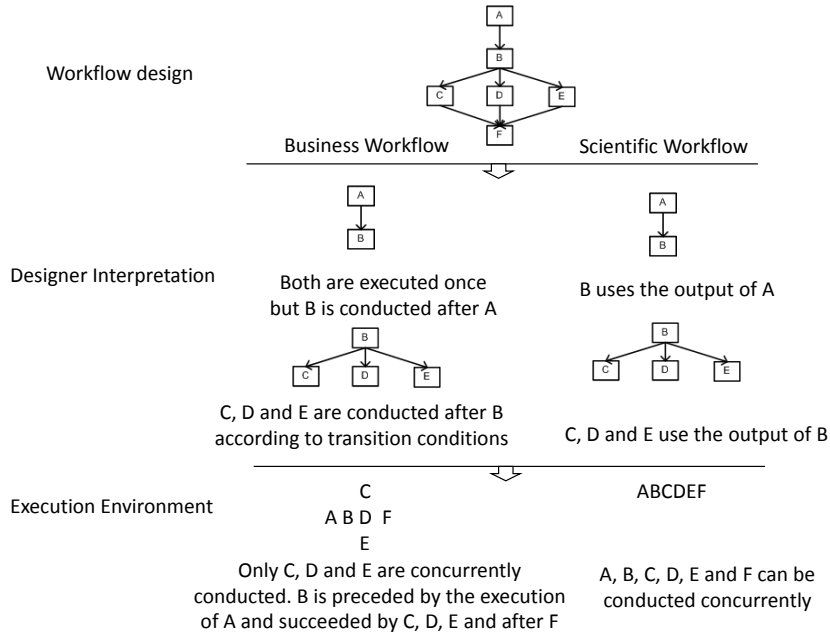 A
Workflow design
B
C D E
F
Business Workflow Scientific Workflow
A A
B B
Designer Interpretation
Both are executed once
but B is conducted after A
B uses the output of A
B B
C D E C D E
C, D and E are conducted after B
according to transition conditions
C, D and E use the output of B
Execution Environment
C
A B D F
E
ABCDEF
Only C, D and E are concurrently
conducted. B is preceded by the execution
of A and succeeded by C, D, E and after F
A, B, C, D, E and F can be
conducted concurrently